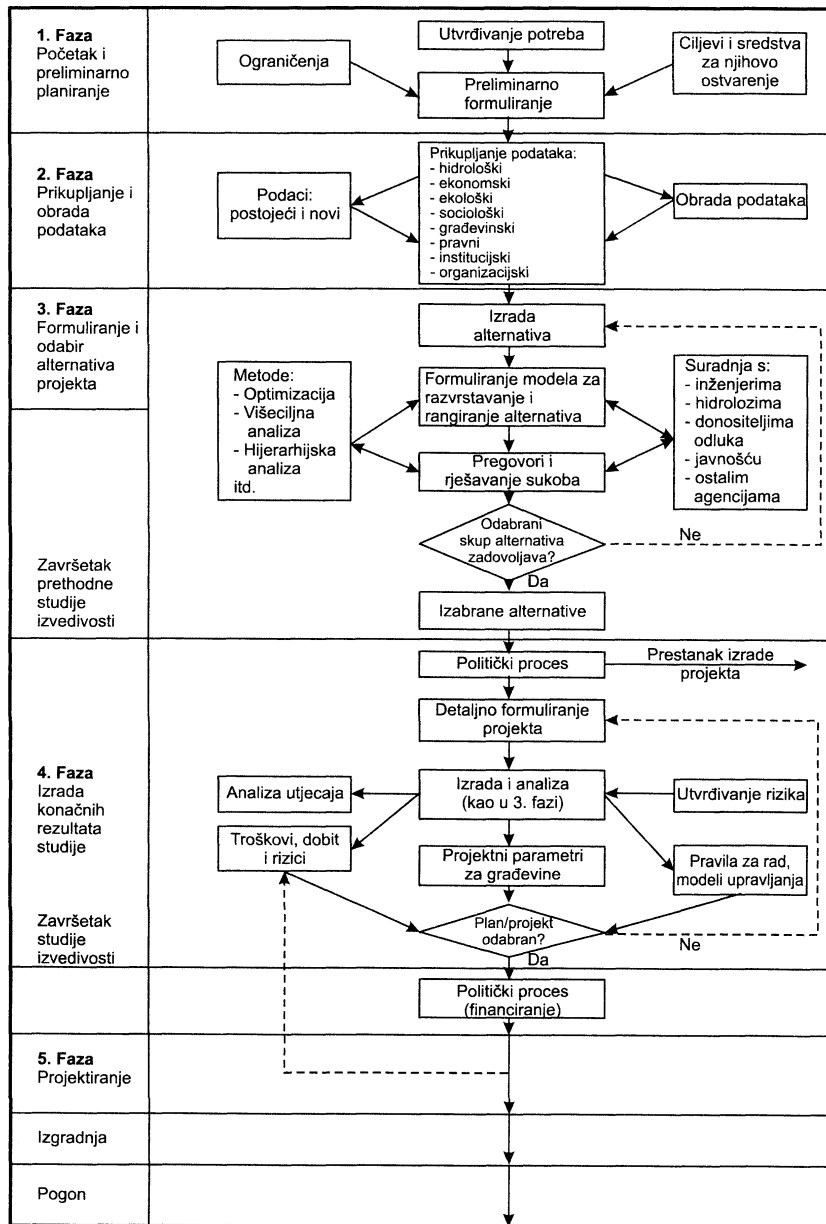 1. Faza
Početak i
preliminarno
planiranje
Ograničenja
Utvrđivanje potreba
Preliminarno
formuliranje
Ciljevi i sredstva
za njihovo
ostvarenje
2. Faza
Prikupljanje i
obrada
podataka
Podaci:
postojeći i novi
Prikupljanje podataka:
- hidrološki
- ekonomski
- ekološki
- sociološki
- građevinski
- pravni
- institucijski
- organizacijski
Obrada podataka
3. Faza
Formuliranje i
odabir
alternativa
projekta
Izrada
alternativa
Metode:
- Optimizacija
- Višeciljna
analiza
- Hijerarhijska
analiza
itd.
Formuliranje modela za
razvrstavanje i
rangiranje alternativa
Pregovori i
rješavanje sukoba
Suradnja s:
- inženjerima
- hidrolozima
- donositeljima
odluka
- javnošću
- ostalim
agencijama
Odabrani
skup alternativa
zadovoljava?
Ne
Da
Završetak
prethodne
studije
izvedivosti
Izabrane alternative
Politički proces
Prestanak izrade
projekta
Detaljno formuliranje
projekta
4. Faza
Izrada
konačnih
rezultata
studije
Analiza utjecaja
Izrada i analiza
(kao u 3. fazi)
Utvrđivanje rizika
Troškovi, dobit
i rizici
Projektni parametri
za građevine
Pravila za rad,
modeli upravljanja
Završetak
studije
izvedivosti
Plan/projekt
odabran?
Ne
Da
Politički proces
(financiranje)
5. Faza
Projektiranje
Izgradnja
Pogon